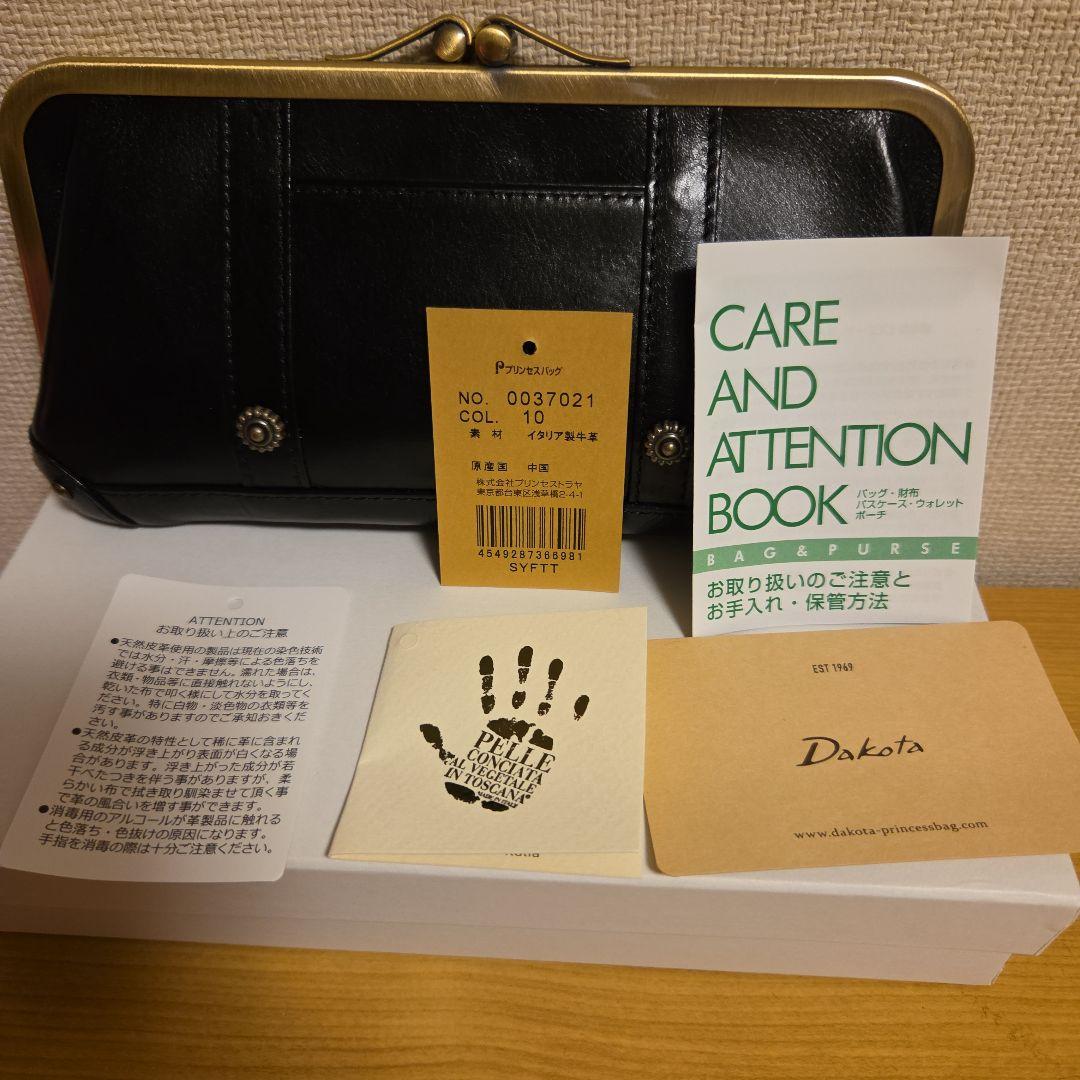 プリンセスバッグ
NO. 0037021
COL. 10
素材 イタリア製牛革
原産国 中国
株式会社プリンセストラヤ
東京都台東区浅草橋2-4-1
4549287366981
SYFTT
CARE
AND
ATTENTION
BOOK
バッグ・財布
パスケース・ウォレット
ポーチ
BAG & PURSE
お取り扱いのご注意と
お手入れ・保管方法
ATTENTION
お取り扱い上のご注意
●天然皮革使用の製品は現在の染色技術
では水分・汗・摩擦等による色落ちを
避ける事はできません。濡れた場合は、
衣類・物品等に直接触れないようにし、
乾いた布で叩く様にして水分を取ってく
ださい。特に白物・淡色物の衣類等を
汚す事がありますのでご承知おきくだ
さい。
●天然皮革の特性として稀に革に含まれ
る成分が浮き上がり表面が白くなる場
合があります。浮き上がった成分が若
干べたつきを伴う事がありますが、柔
らかい布で拭き取り馴染ませて頂く事
で革の風合いを増す事ができます。
●消毒用のアルコールが革製品に触れる
と色落ち・色抜けの原因になります。
手指を消毒の際は十分ご注意ください。
PELLE
CONCIATA
AL VEGETALE
IN TOSCANA
MADE IN ITALY
EST 1969
Dakota
www.dakota-princessbag.com